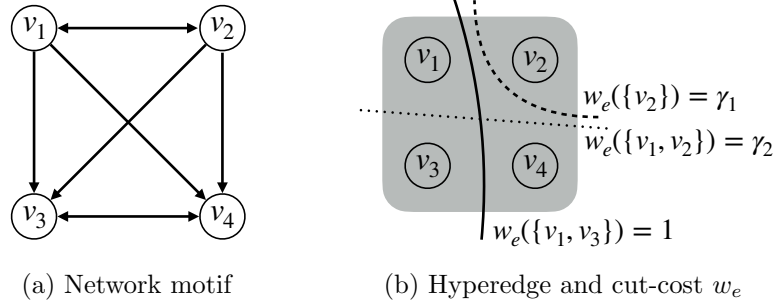 v₁ v₂
v₃ v₄
(a) Network motif
v₁ v₂
wₑ({v₂}) = γ₁
wₑ({v₁, v₂}) = γ₂
v₃ v₄
wₑ({v₁, v₃}) = 1
(b) Hyperedge and cut-cost wₑ